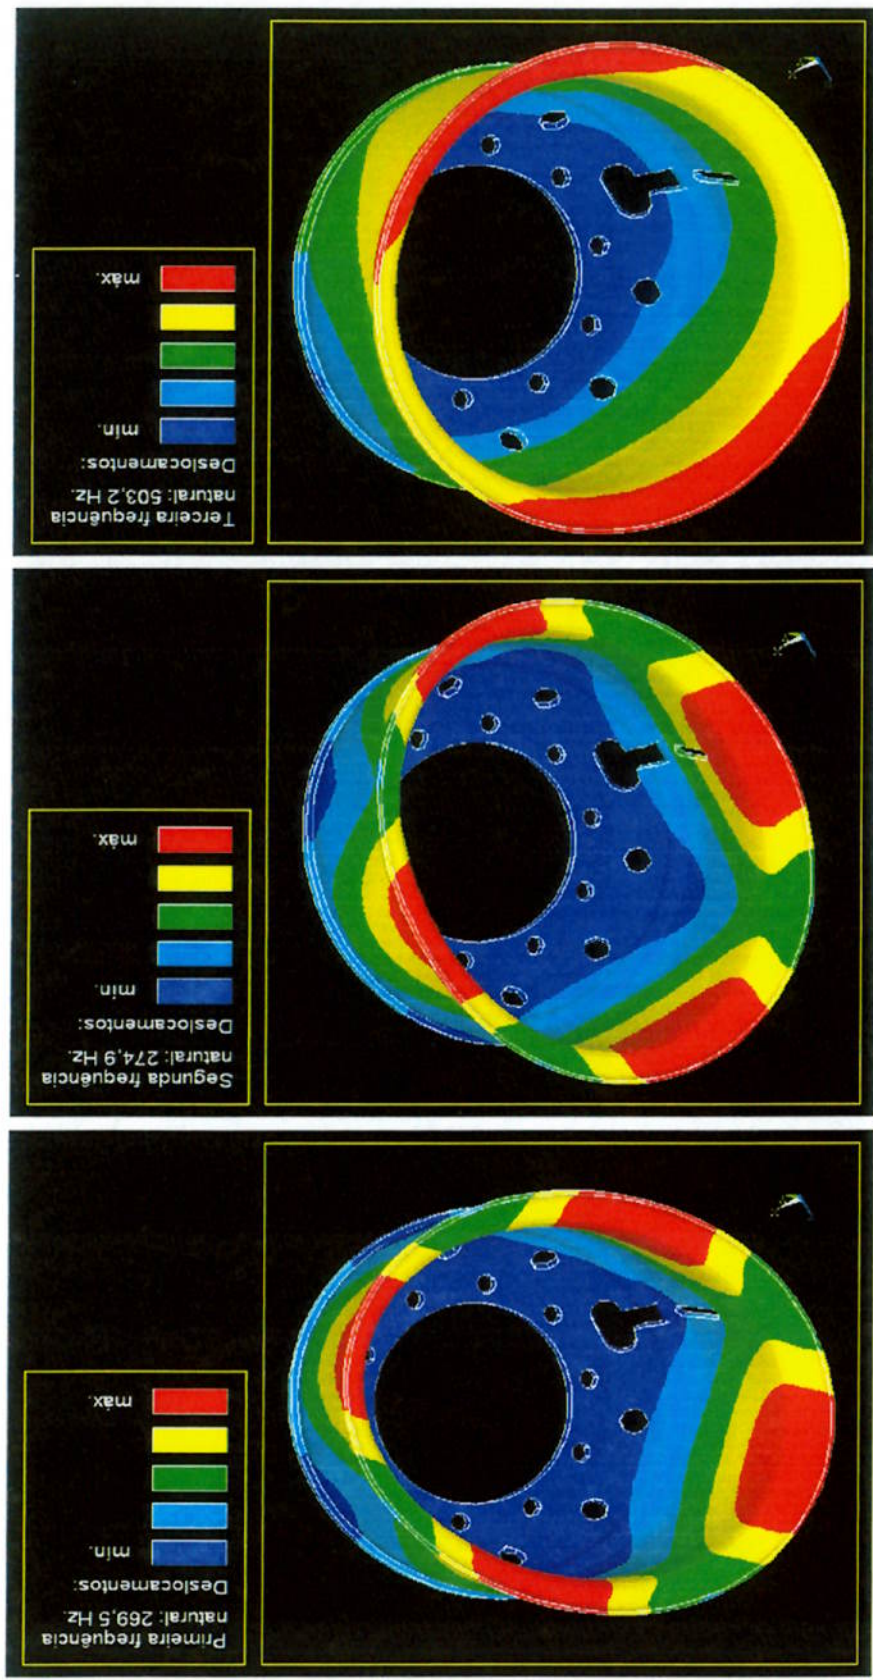 Primeira frequência
natural: 269,5 Hz.
Deslocamentos:
mín.
máx.
Segunda frequência
natural: 274,9 Hz.
Deslocamentos:
mín.
máx.
Terceira frequência
natural: 503,2 Hz.
Deslocamentos:
mín.
máx.